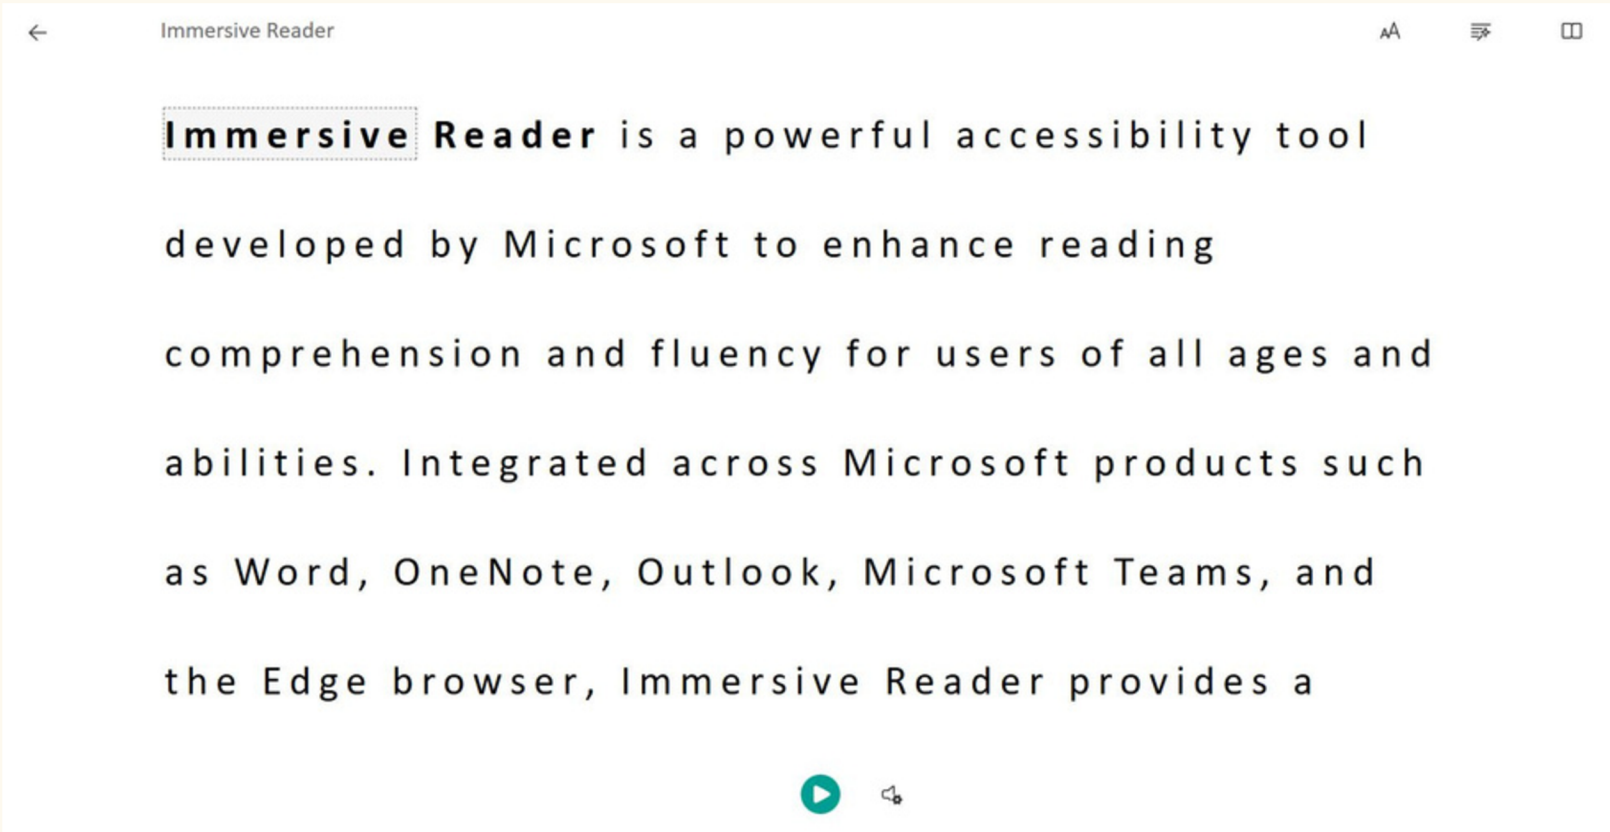 Immersive Reader
Immersive Reader is a powerful accessibility tool
developed by Microsoft to enhance reading
comprehension and fluency for users of all ages and
abilities. Integrated across Microsoft products such
as Word, OneNote, Outlook, Microsoft Teams, and
the Edge browser, Immersive Reader provides a